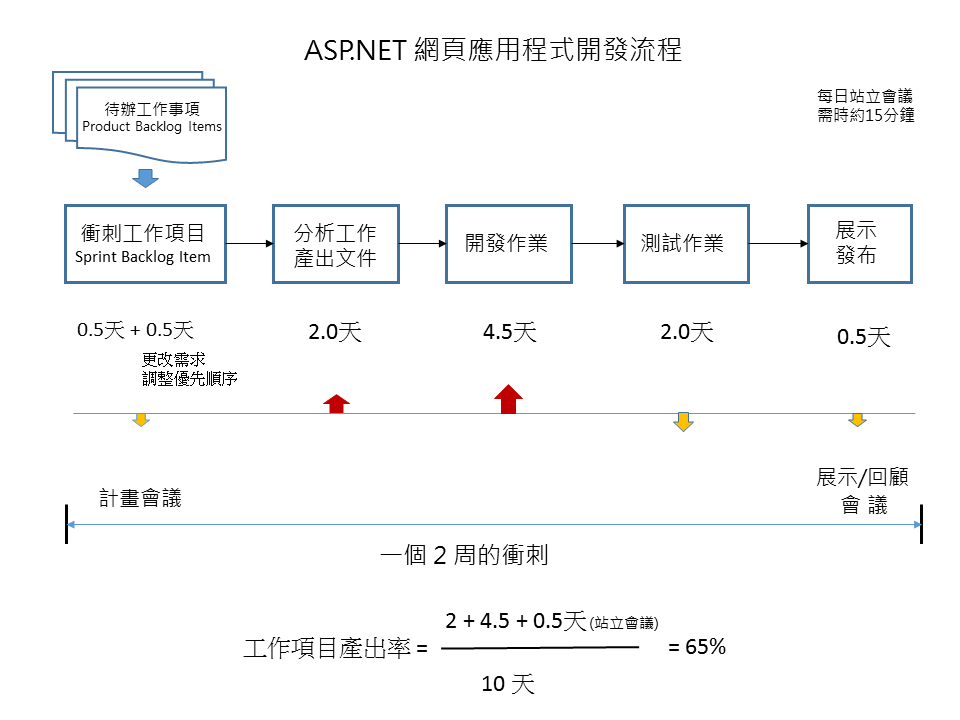 ASP.NET 網頁應用程式開發流程
待辦工作事項
Product Backlog Items
每日站立會議
需時約15分鐘
衝刺工作項目
Sprint Backlog Item
分析工作
產出文件
開發作業
測試作業
展示
發布
0.5天 + 0.5天
2.0天
4.5天
2.0天
0.5天
更改需求
調整優先順序
計畫會議
展示/回顧
會 議
一個 2 周的衝刺
工作項目產出率 =
2 + 4.5 + 0.5天 (站立會議)
10 天
= 65%